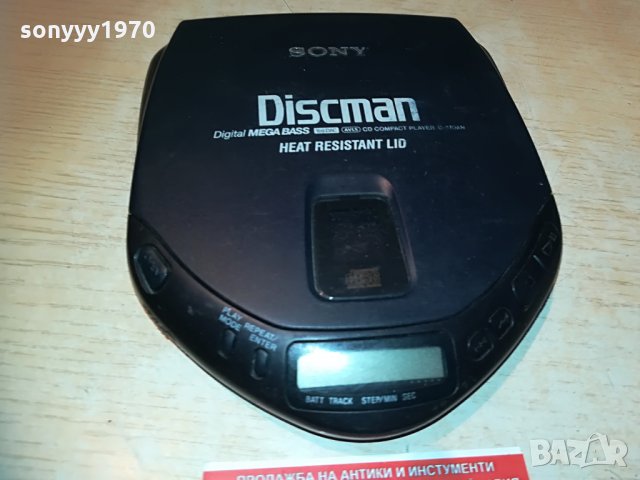 sonyyy1970
SONY
Discman
Digital MEGA BASS AVLS CD COMPACT PLAYER
HEAT RESISTANT LID
PLAY MODE
REPEAT/ ENTER
BATT TRACK STEP/MIN SEC
ПРОДАЖБА НА АНТИКИ И ИНСТУМЕНТИ
BAZAR